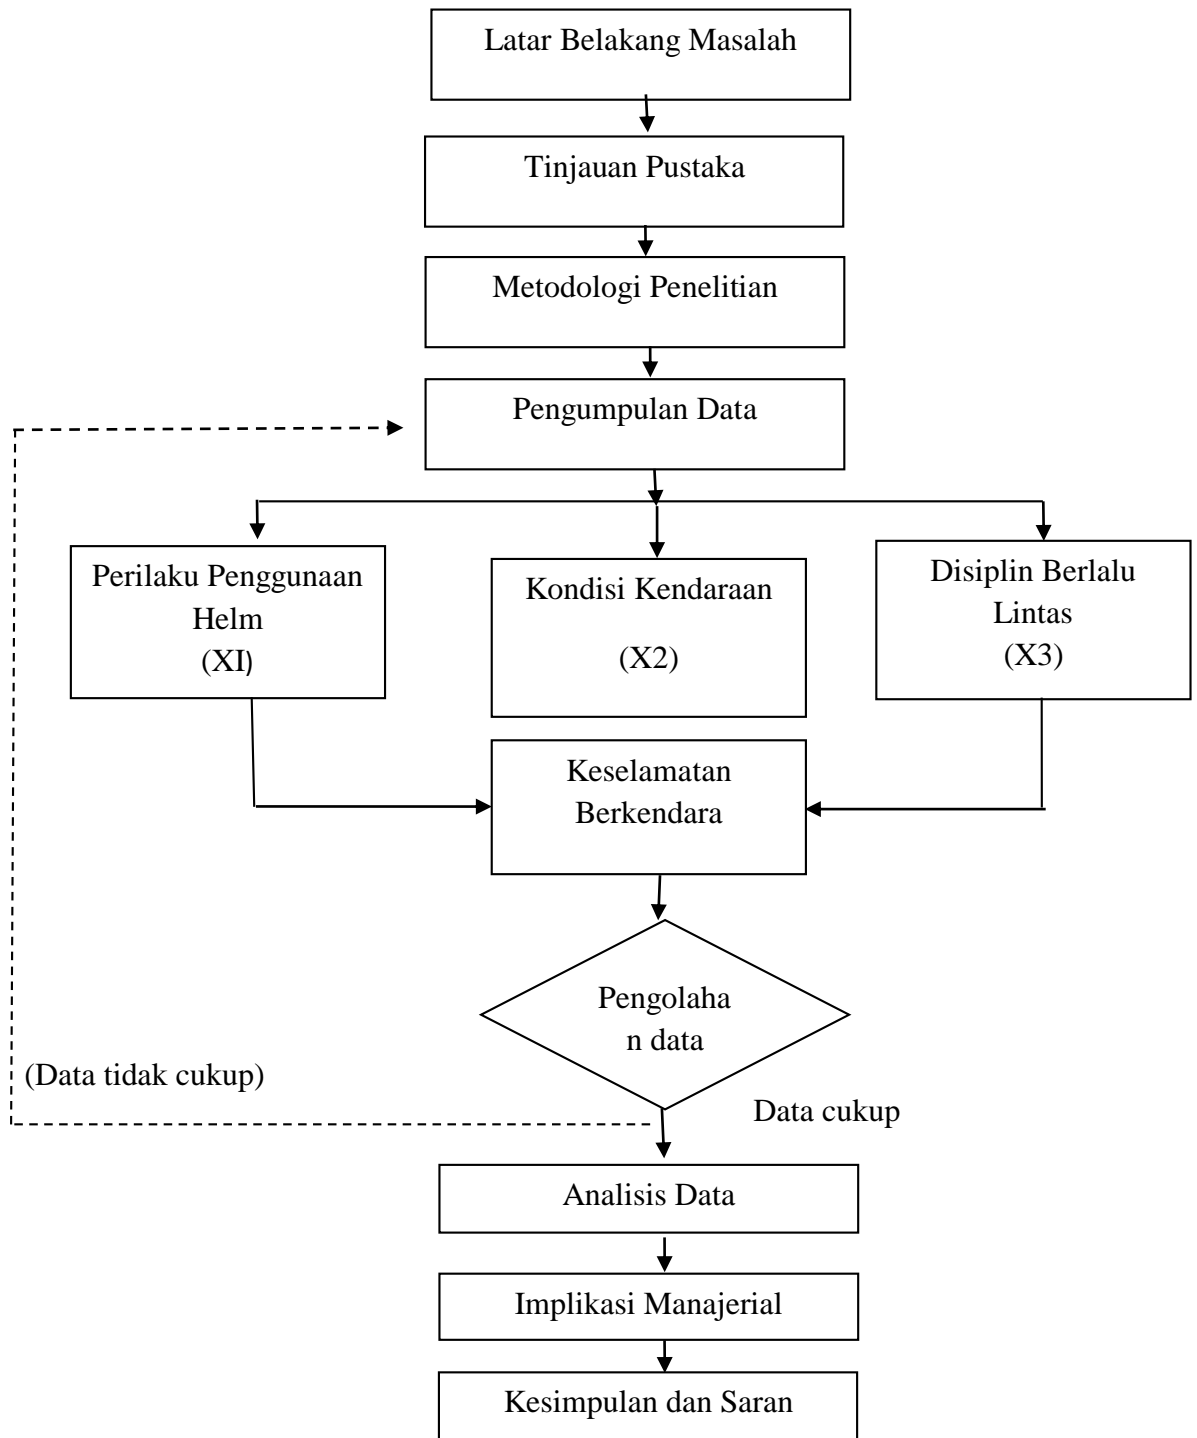 Latar Belakang Masalah
Tinjauan Pustaka
Metodologi Penelitian
Pengumpulan Data
Perilaku Penggunaan
Helm
(XI)
Kondisi Kendaraan
(X2)
Disiplin Berlalu
Lintas
(X3)
Keselamatan
Berkendara
Pengolaha
n data
(Data tidak cukup)
Data cukup
Analisis Data
Implikasi Manajerial
Kesimpulan dan Saran